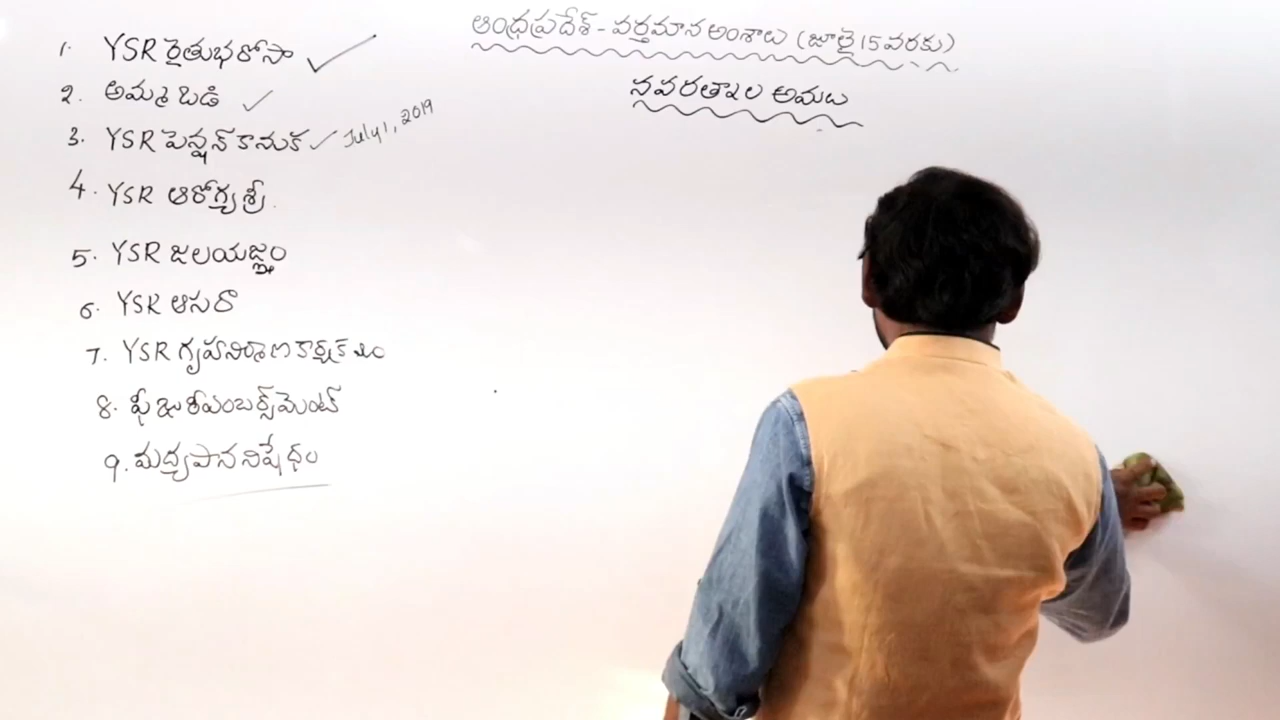 ఆంధ్రప్రదేశ్ - వర్తమాన అంశాలు (జూలై 15 వరకు)
నవరత్నాల అమలు
1. YSR రైతుభరోసా
2. అమ్మ ఒడి
3. YSR పెన్షన్ కానుక July 1, 2019
4. YSR ఆరోగ్యశ్రీ
5. YSR జలయజ్ఞం
6. YSR ఆసరా
7. YSR గృహనిర్మాణ కార్యక్రమం
8. ఫీజు రీఎంబర్స్‌మెంట్
9. మద్యపాన నిషేధం